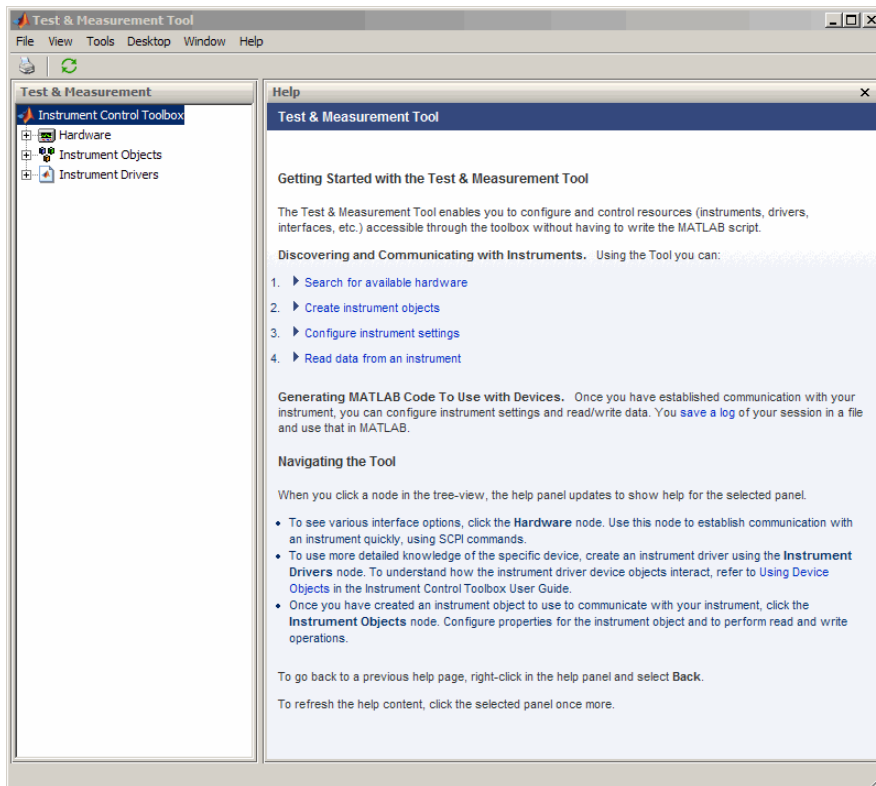 Test & Measurement Tool
File View Tools Desktop Window Help
Test & Measurement
Instrument Control Toolbox
Hardware
Instrument Objects
Instrument Drivers
Help
Test & Measurement Tool
Getting Started with the Test & Measurement Tool
The Test & Measurement Tool enables you to configure and control resources (instruments, drivers,
interfaces, etc.) accessible through the toolbox without having to write the MATLAB script.
Discovering and Communicating with Instruments. Using the Tool you can:
1. Search for available hardware
2. Create instrument objects
3. Configure instrument settings
4. Read data from an instrument
Generating MATLAB Code To Use with Devices. Once you have established communication with your
instrument, you can configure instrument settings and read/write data. You save a log of your session in a file
and use that in MATLAB.
Navigating the Tool
When you click a node in the tree-view, the help panel updates to show help for the selected panel.
• To see various interface options, click the Hardware node. Use this node to establish communication with
an instrument quickly, using SCPI commands.
• To use more detailed knowledge of the specific device, create an instrument driver using the Instrument
Drivers node. To understand how the instrument driver device objects interact, refer to Using Device
Objects in the Instrument Control Toolbox User Guide.
• Once you have created an instrument object to use to communicate with your instrument, click the
Instrument Objects node. Configure properties for the instrument object and to perform read and write
operations.
To go back to a previous help page, right-click in the help panel and select Back.
To refresh the help content, click the selected panel once more.